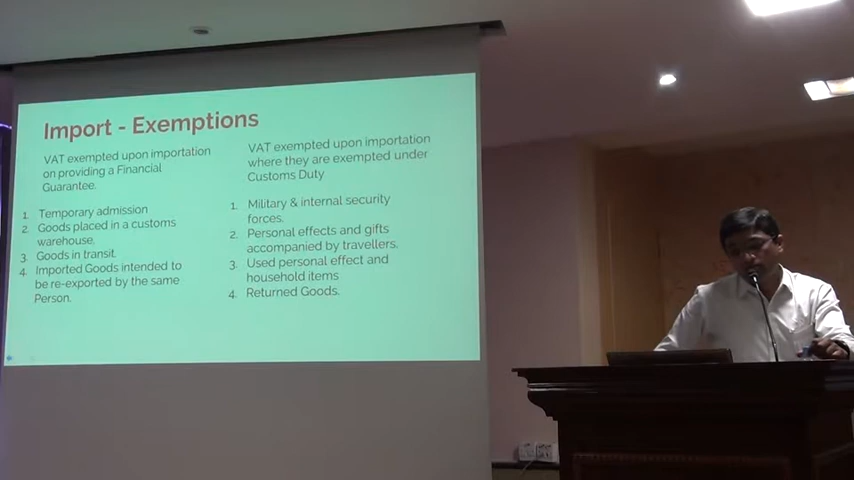 Import - Exemptions
VAT exempted upon importation
on providing a Financial
Guarantee.
1. Temporary admission
2. Goods placed in a customs
warehouse.
3. Goods in transit.
4. Imported Goods intended to
be re-exported by the same
Person.
VAT exempted upon importation
where they are exempted under
Customs Duty
1. Military & internal security
forces.
2. Personal effects and gifts
accompanied by travellers.
3. Used personal effect and
household items
4. Returned Goods.